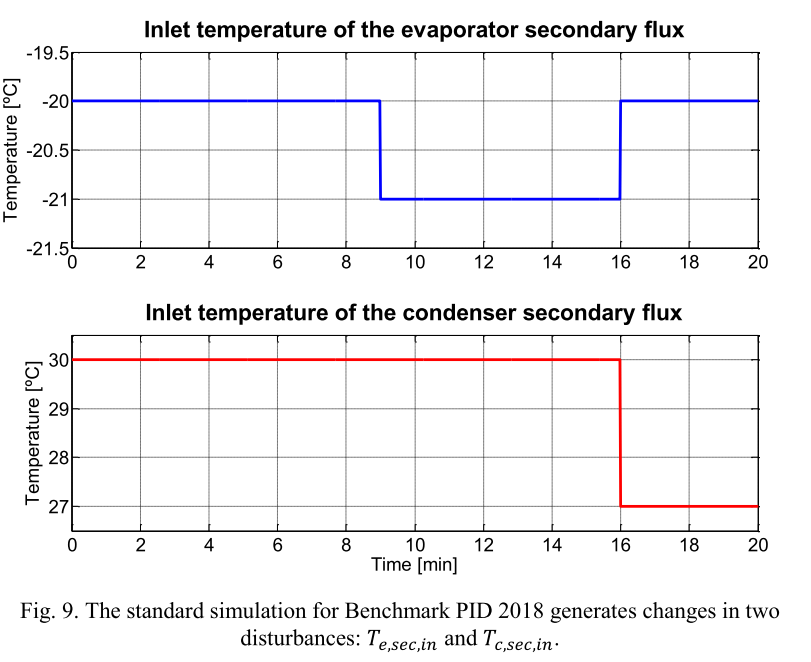 Inlet temperature of the evaporator secondary flux
Temperature [ºC]
-19.5
-20
-20.5
-21
-21.5
0 2 4 6 8 10 12 14 16 18 20
Inlet temperature of the condenser secondary flux
Temperature [ºC]
30
29
28
27
0 2 4 6 8 10 12 14 16 18 20
Time [min]
Fig. 9. The standard simulation for Benchmark PID 2018 generates changes in two
disturbances: Te,sec,in and Tc,sec,in.